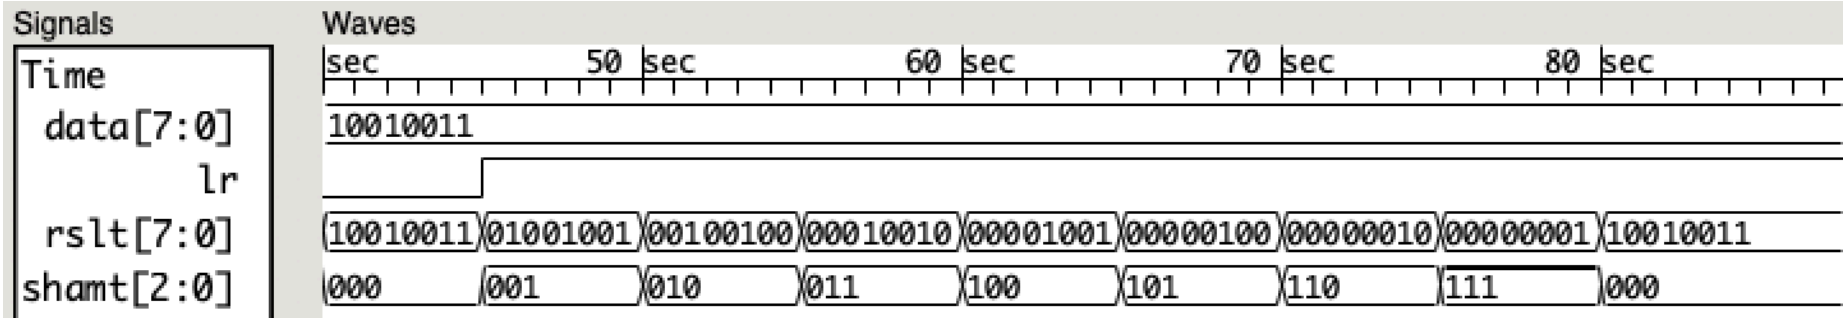 Signals Waves
Time sec 50 sec 60 sec 70 sec 80 sec
data[7:0] 10010011
lr
rslt[7:0] 10010011 01001001 00100100 00010010 00001001 00000100 00000010 00000001 10010011
shamt[2:0] 000 001 010 011 100 101 110 111 000